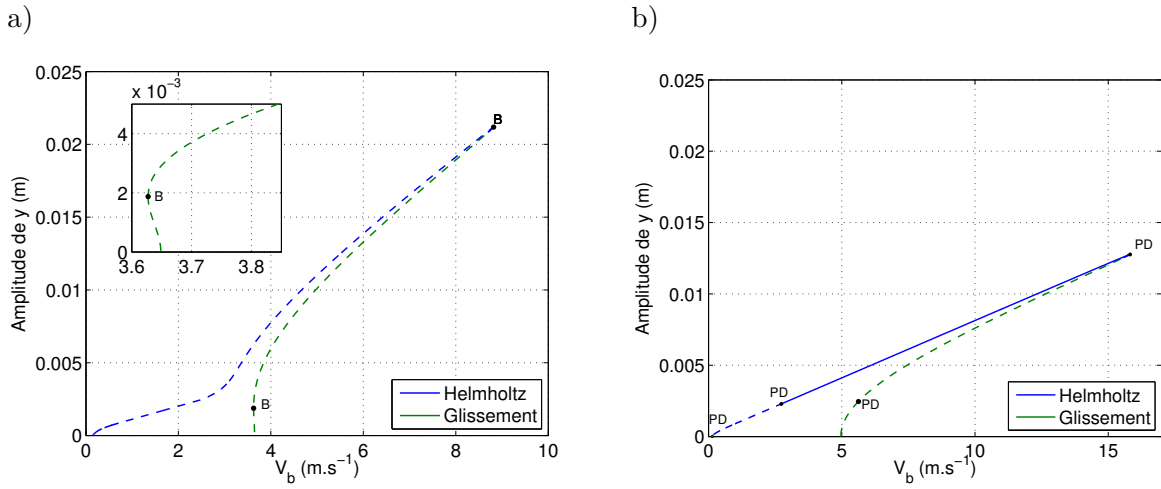 a)
b)
0.025
0.02
0.015
0.01
0.005
0
Amplitude de y (m)
x 10⁻³
4
2
0
3.6
3.7
3.8
B
B
B
Helmholtz
Glissement
0
2
4
6
8
10
V_b (m.s⁻¹)
0.025
0.02
0.015
0.01
0.005
0
Amplitude de y (m)
PD
PD
PD
PD
Helmholtz
Glissement
0
5
10
15
V_b (m.s⁻¹)